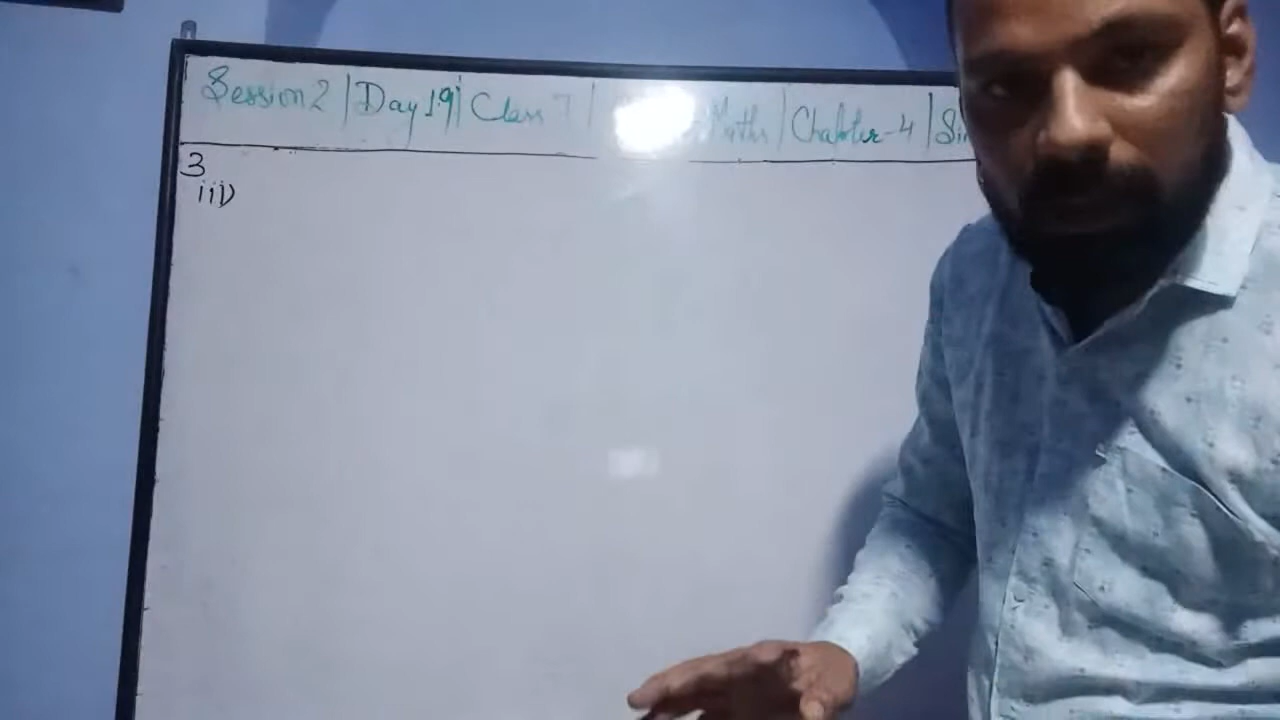 Session 2 | Day 19 | Class 7 | Maths | Chapter-4 |
3
iii)